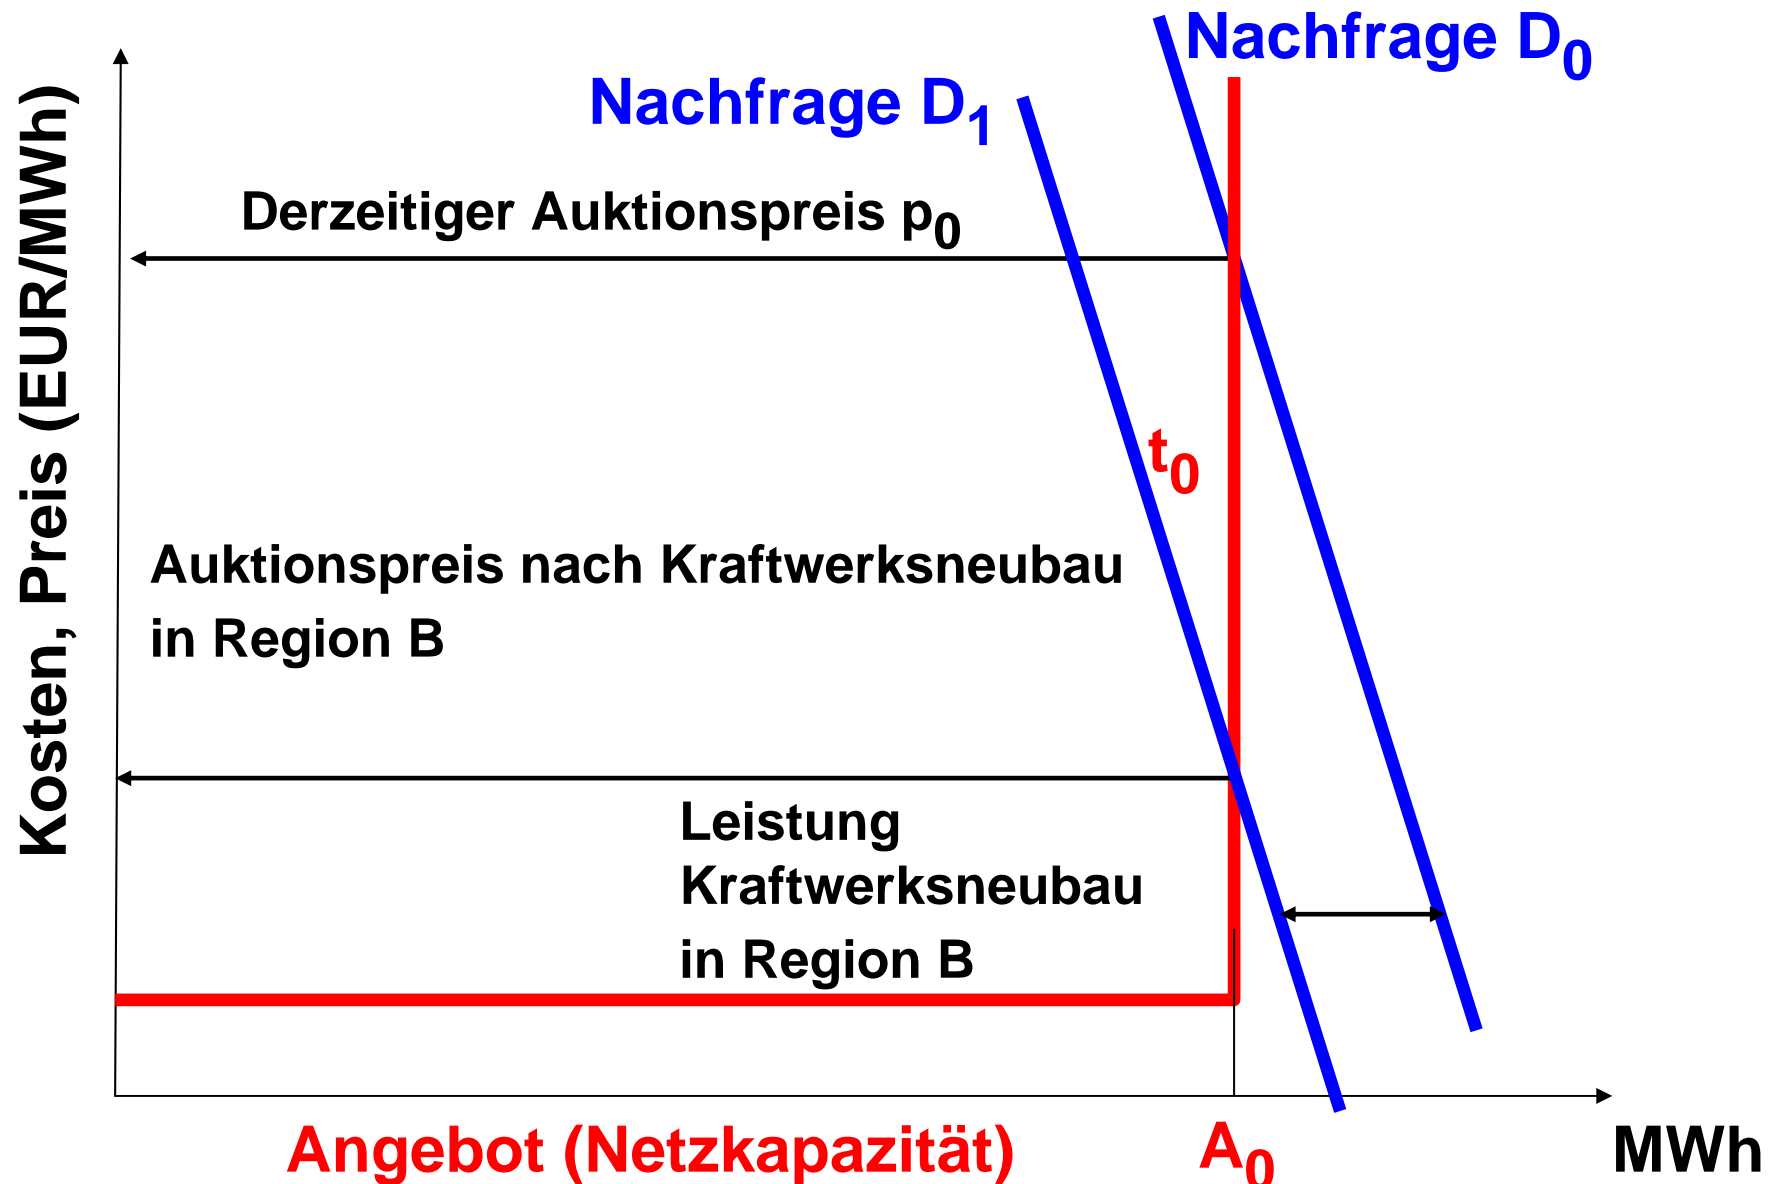 Nachfrage D0
Nachfrage D1
Kosten, Preis (EUR/MWh)
Derzeitiger Auktionspreis p0
t0
Auktionspreis nach Kraftwerksneubau
in Region B
Leistung
Kraftwerksneubau
in Region B
Angebot (Netzkapazität)
A0
MWh